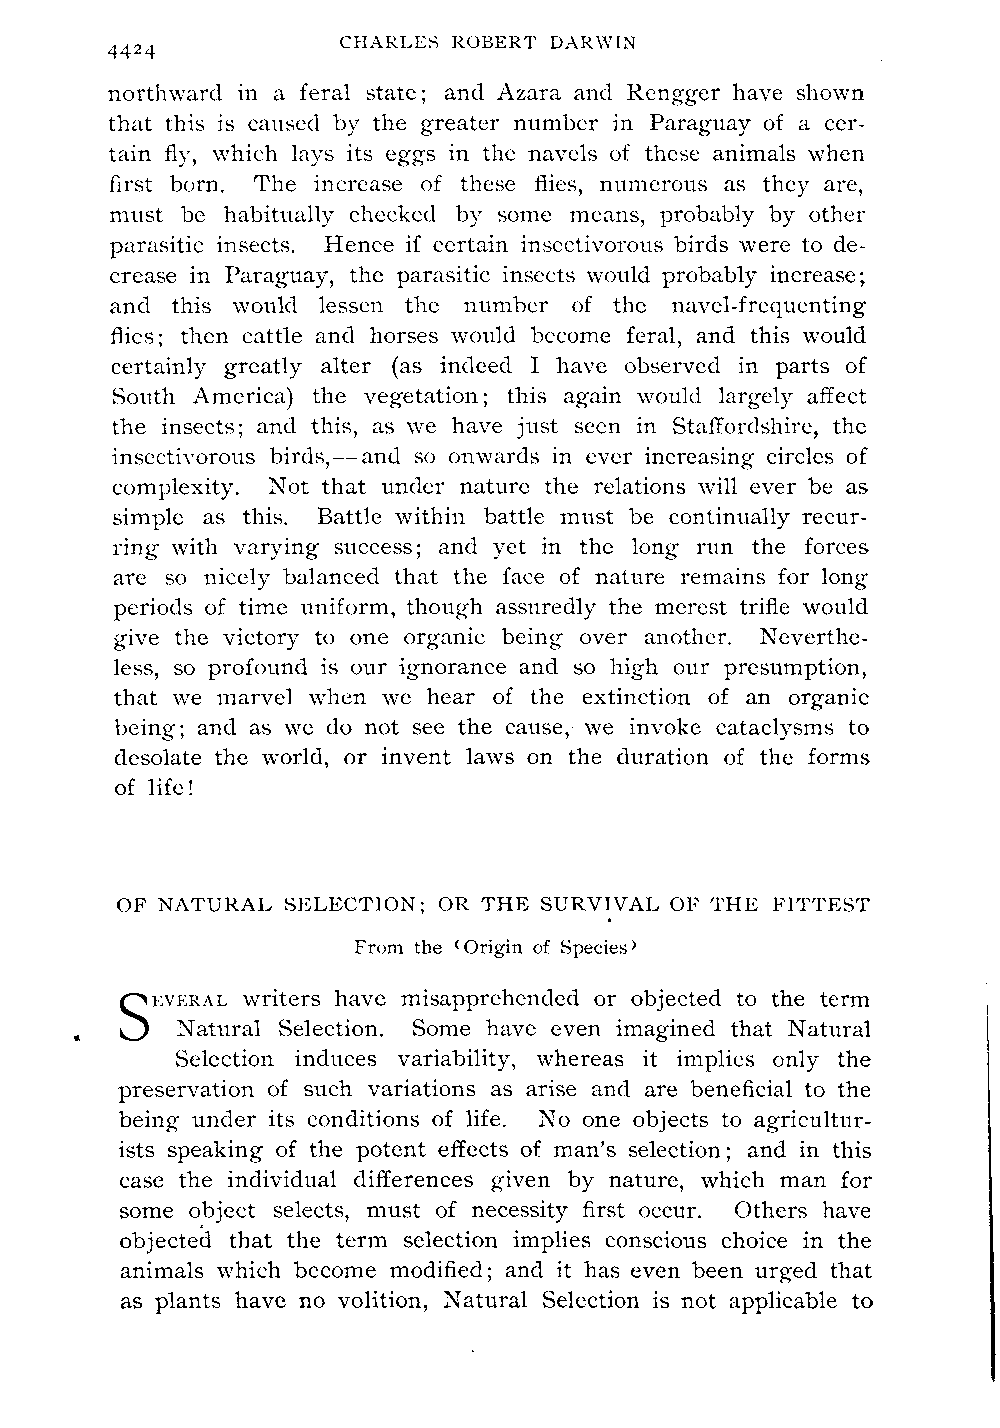 4424
CHARLES ROBERT DARWIN
northward in a feral state; and Azara and Rengger have shown
that this is caused by the greater number in Paraguay of a cer-
tain fly, which lays its eggs in the navels of these animals when
first born. The increase of these flies, numerous as they are,
must be habitually checked by some means, probably by other
parasitic insects. Hence if certain insectivorous birds were to de-
crease in Paraguay, the parasitic insects would probably increase;
and this would lessen the number of the navel-frequenting
flies; then cattle and horses would become feral, and this would
certainly greatly alter (as indeed I have observed in parts of
South America) the vegetation; this again would largely affect
the insects; and this, as we have just seen in Staffordshire, the
insectivorous birds,—and so onwards in ever increasing circles of
complexity. Not that under nature the relations will ever be as
simple as this. Battle within battle must be continually recur-
ring with varying success; and yet in the long run the forces
are so nicely balanced that the face of nature remains for long
periods of time uniform, though assuredly the merest trifle would
give the victory to one organic being over another. Neverthe-
less, so profound is our ignorance and so high our presumption,
that we marvel when we hear of the extinction of an organic
being; and as we do not see the cause, we invoke cataclysms to
desolate the world, or invent laws on the duration of the forms
of life!
OF NATURAL SELECTION; OR THE SURVIVAL OF THE FITTEST
From the ‘Origin of Species’
SEVERAL writers have misapprehended or objected to the term
Natural Selection. Some have even imagined that Natural
Selection induces variability, whereas it implies only the
preservation of such variations as arise and are beneficial to the
being under its conditions of life. No one objects to agricultur-
ists speaking of the potent effects of man's selection; and in this
case the individual differences given by nature, which man for
some object selects, must of necessity first occur. Others have
objected that the term selection implies conscious choice in the
animals which become modified; and it has even been urged that
as plants have no volition, Natural Selection is not applicable to